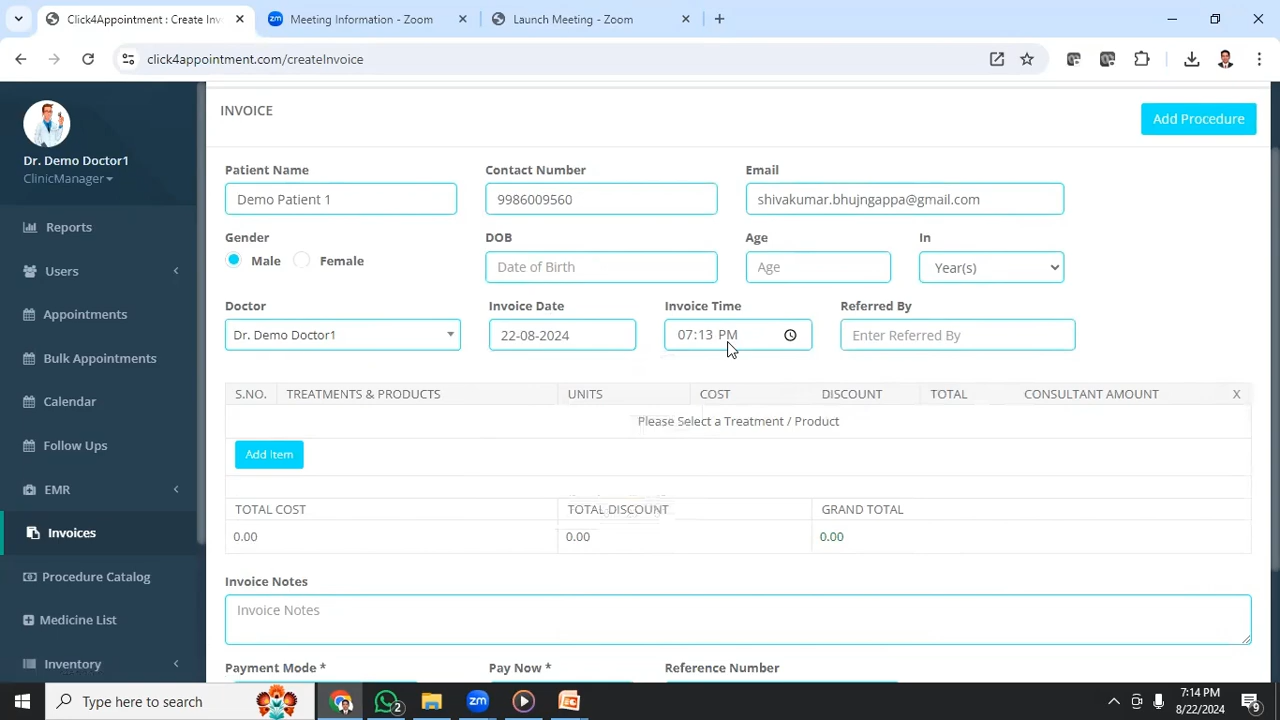 Click4Appointment : Create Inv
Meeting Information - Zoom
Launch Meeting - Zoom
click4appointment.com/createInvoice
Dr. Demo Doctor1
ClinicManager
Reports
Users
Appointments
Bulk Appointments
Calendar
Follow Ups
EMR
Invoices
Procedure Catalog
Medicine List
Inventory
INVOICE
Add Procedure
Patient Name
Contact Number
Email
Demo Patient 1
9986009560
shivakumar.bhujngappa@gmail.com
Gender
DOB
Age
In
Male
Female
Date of Birth
Age
Year(s)
Doctor
Invoice Date
Invoice Time
Referred By
Dr. Demo Doctor1
22-08-2024
07:13 PM
Enter Referred By
S.NO. TREATMENTS & PRODUCTS UNITS COST DISCOUNT TOTAL CONSULTANT AMOUNT X
Please Select a Treatment / Product
Add Item
TOTAL COST TOTAL DISCOUNT GRAND TOTAL
0.00 0.00 0.00
Invoice Notes
Invoice Notes
Payment Mode * Pay Now * Reference Number
Type here to search
2
zm
7:14 PM
8/22/2024
9